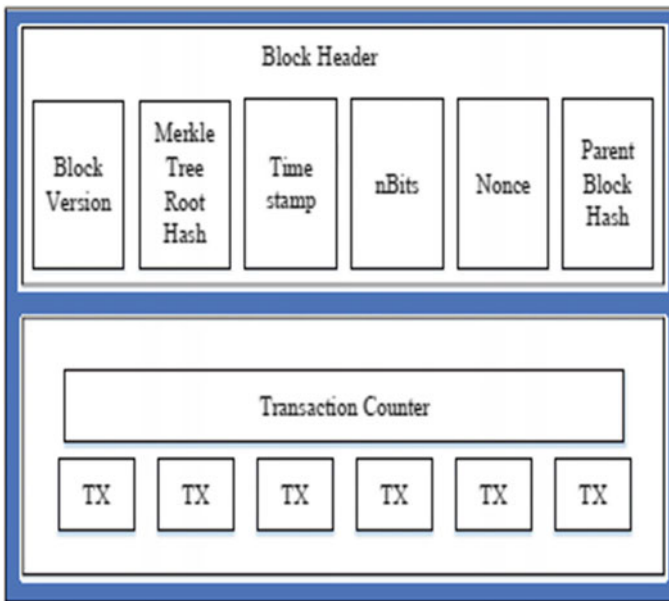 Block Header
Block
Version
Merkle
Tree
Root
Hash
Time
stamp
nBits
Nonce
Parent
Block
Hash
Transaction Counter
TX
TX
TX
TX
TX
TX